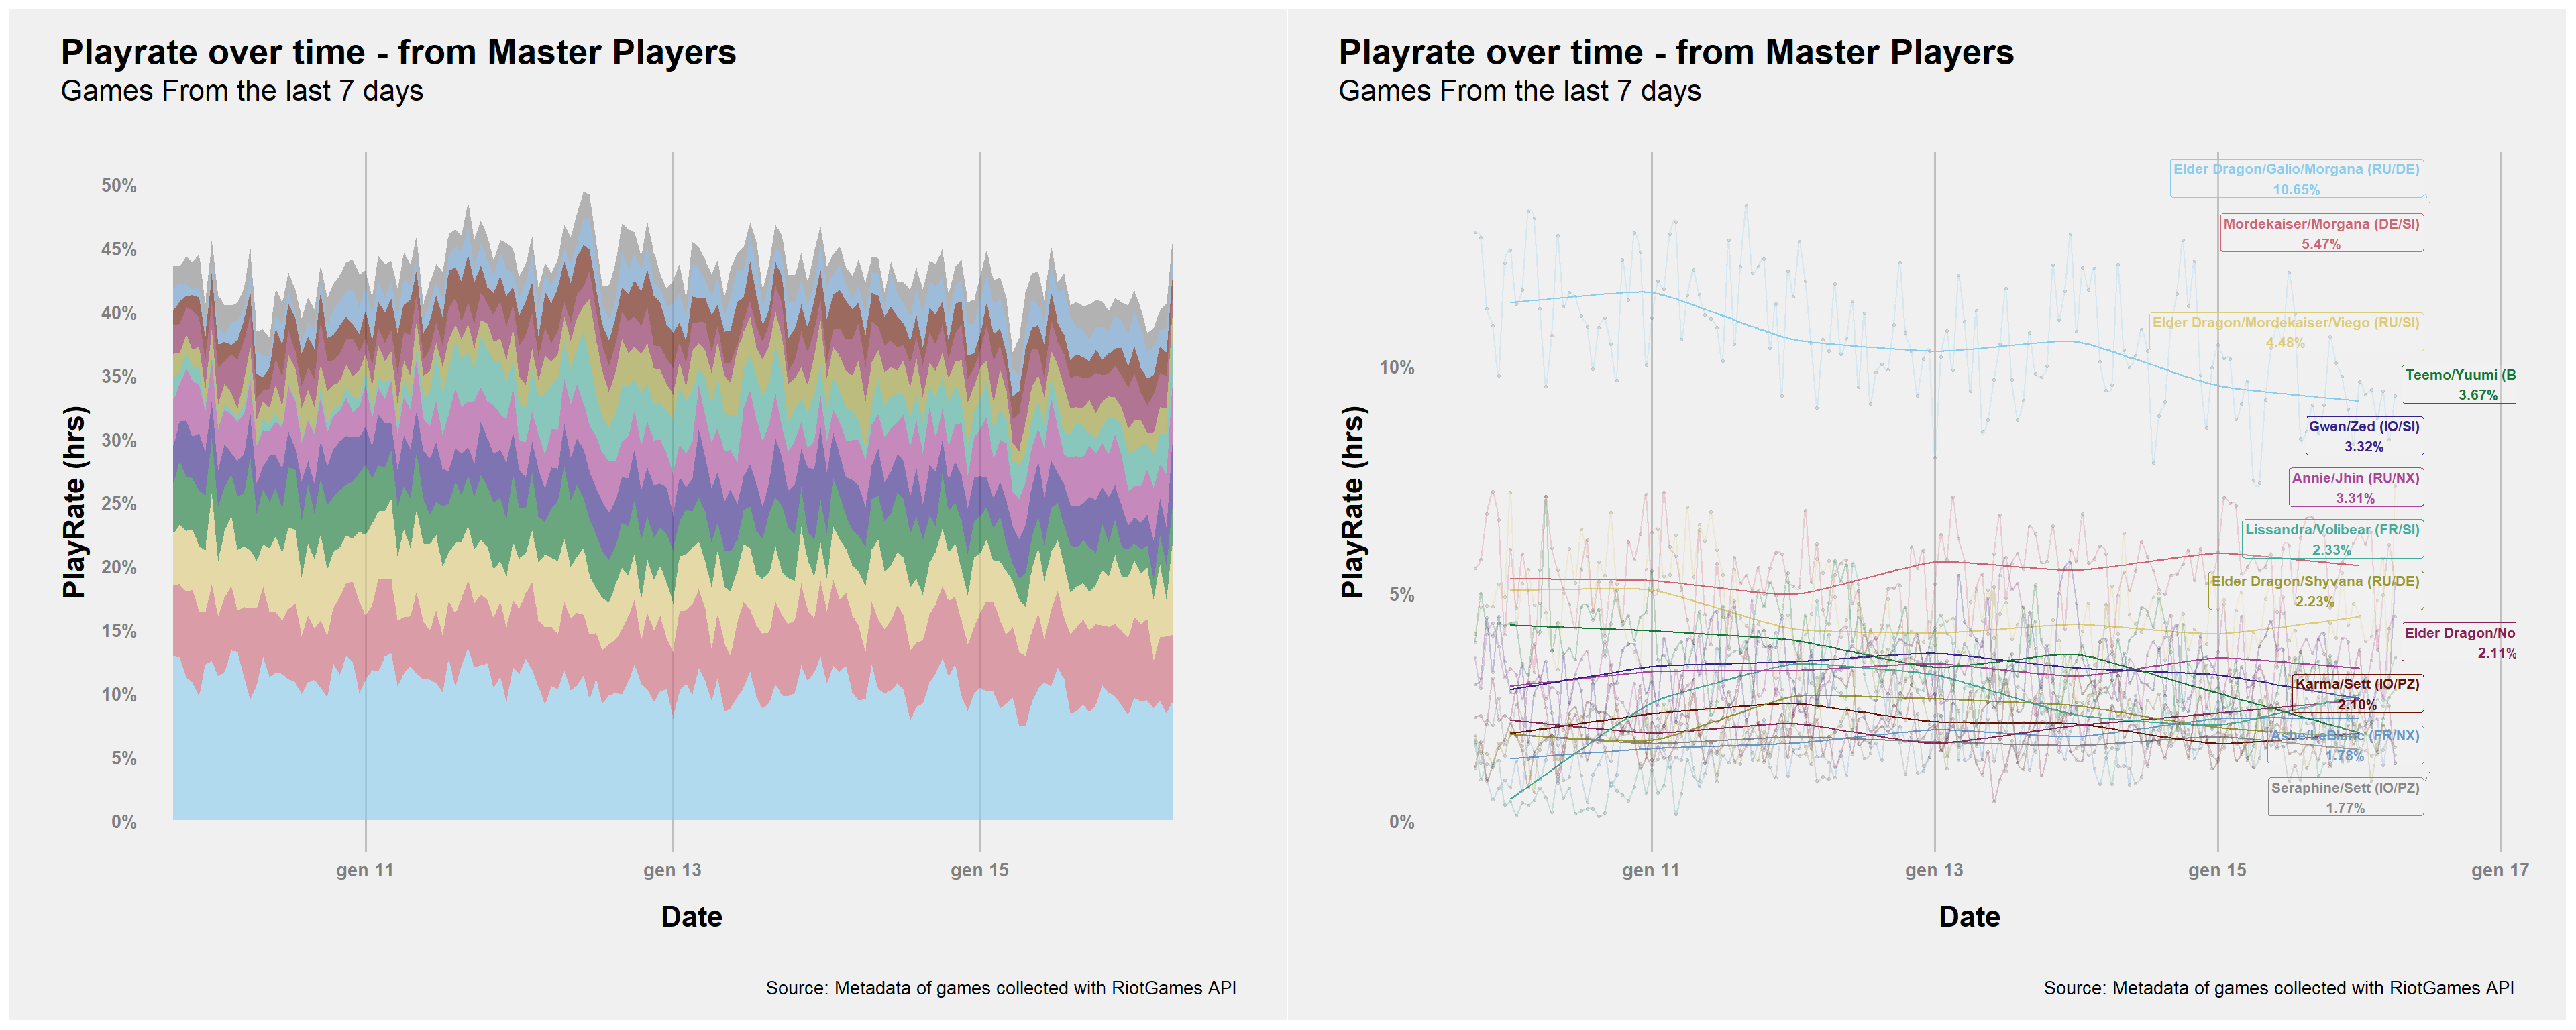 Playrate over time - from Master Players
Games From the last 7 days
PlayRate (hrs)
50%
45%
40%
35%
30%
25%
20%
15%
10%
5%
0%
gen 11
gen 13
gen 15
Date
Source: Metadata of games collected with RiotGames API
Playrate over time - from Master Players
Games From the last 7 days
PlayRate (hrs)
10%
5%
0%
Elder Dragon/Galio/Morgana (RU/DE)
10.65%
Mordekaiser/Morgana (DE/SI)
5.47%
Elder Dragon/Mordekaiser/Viego (RU/SI)
4.48%
Teemo/Yuumi (B
3.67%
Gwen/Zed (IO/SI)
3.32%
Annie/Jhin (RU/NX)
3.31%
Lissandra/Volibear (FR/SI)
2.33%
Elder Dragon/Shyvana (RU/DE)
2.23%
Elder Dragon/No
2.11%
Karma/Sett (IO/PZ)
2.10%
Ashe/LeBlanc (FR/NX)
1.78%
Seraphine/Sett (IO/PZ)
1.77%
gen 11
gen 13
gen 15
gen 17
Date
Source: Metadata of games collected with RiotGames API